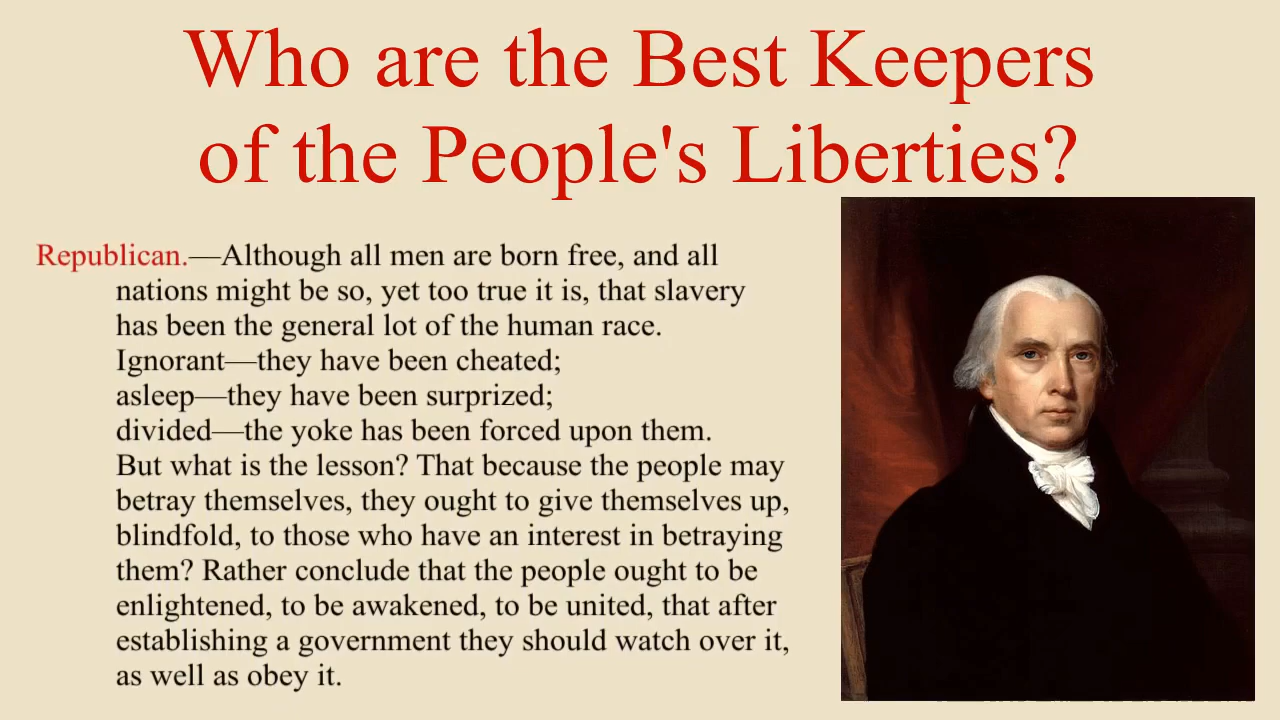 Who are the Best Keepers
of the People's Liberties?
Republican.—Although all men are born free, and all
nations might be so, yet too true it is, that slavery
has been the general lot of the human race.
Ignorant—they have been cheated;
asleep—they have been surprized;
divided—the yoke has been forced upon them.
But what is the lesson? That because the people may
betray themselves, they ought to give themselves up,
blindfold, to those who have an interest in betraying
them? Rather conclude that the people ought to be
enlightened, to be awakened, to be united, that after
establishing a government they should watch over it,
as well as obey it.